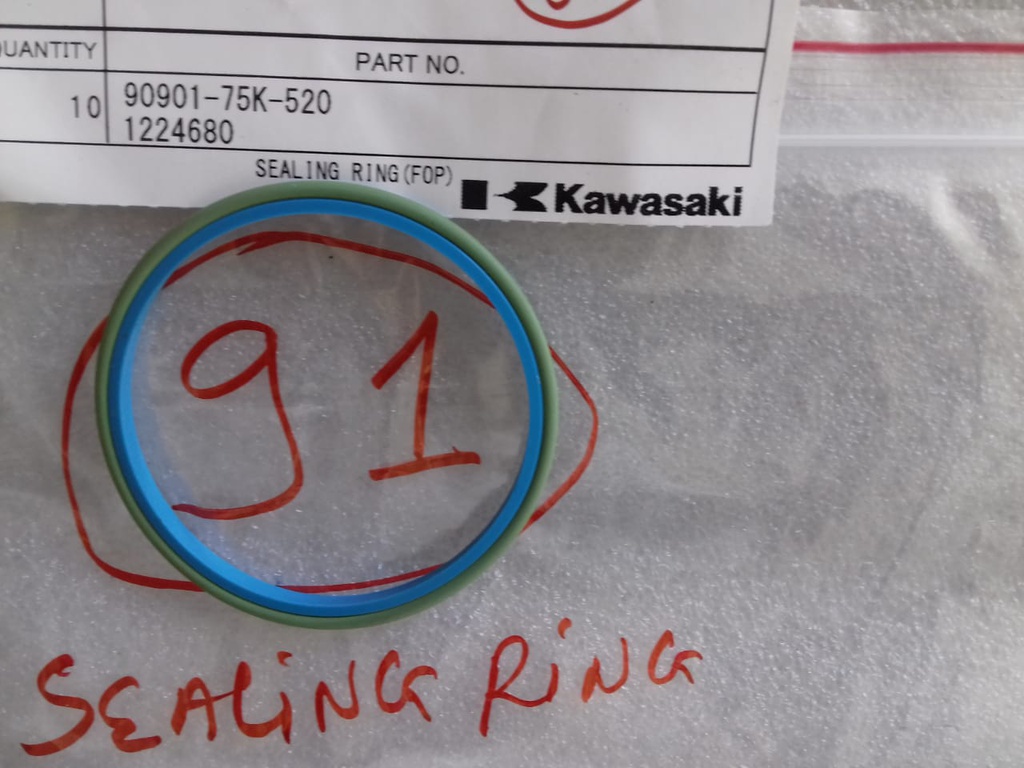 QUANTITY PART NO.
10 90901-75K-520
1224680
SEALING RING(FOP)
Kawasaki
91
SEALiNG RiNG